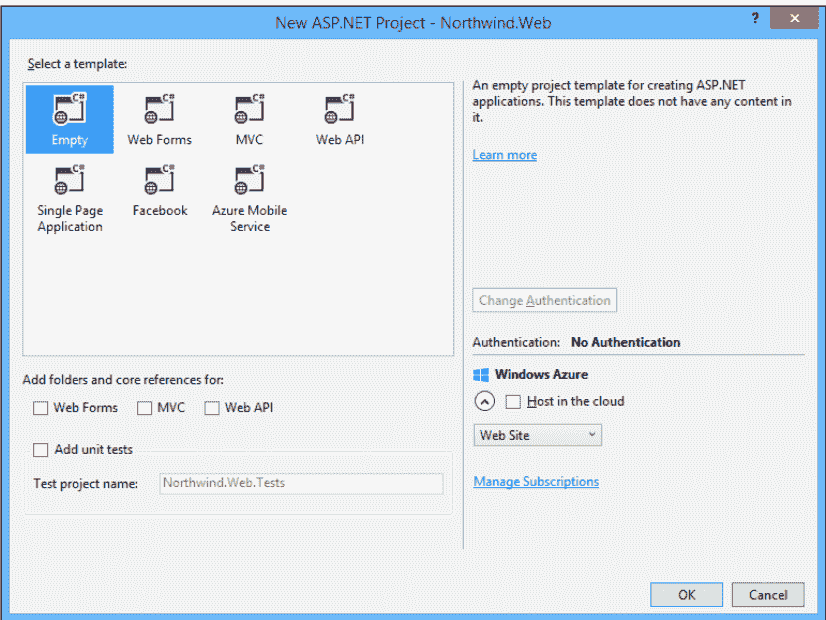 New ASP.NET Project - Northwind.Web
?
Select a template:
C# C# C# C#
Empty Web Forms MVC Web API
C# C# C#
Single Page Application
Facebook
Azure Mobile Service
An empty project template for creating ASP.NET
applications. This template does not have any content in
it.
Learn more
Change Authentication
Authentication: No Authentication
Windows Azure
Host in the cloud
Web Site
Manage Subscriptions
Add folders and core references for:
Web Forms MVC Web API
Add unit tests
Test project name: Northwind.Web.Tests
OK Cancel